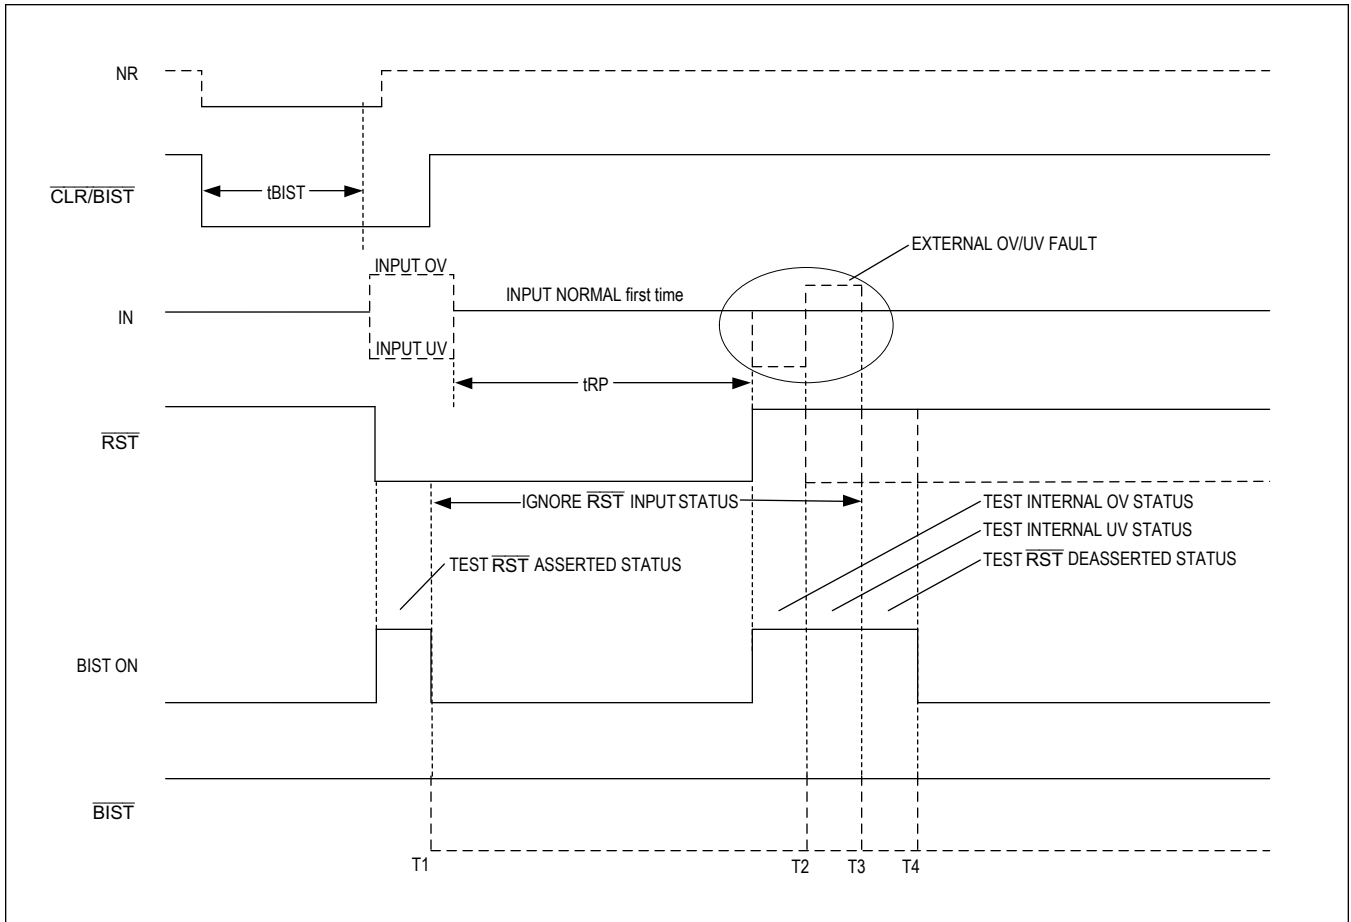 NR
CLR/BIST
tBIST
EXTERNAL OV/UV FAULT
INPUT OV
INPUT NORMAL first time
IN
INPUT UV
tRP
RST
IGNORE RST INPUT STATUS
TEST INTERNAL OV STATUS
TEST INTERNAL UV STATUS
TEST RST DEASSERTED STATUS
TEST RST ASSERTED STATUS
BIST ON
BIST
T1
T2
T3
T4